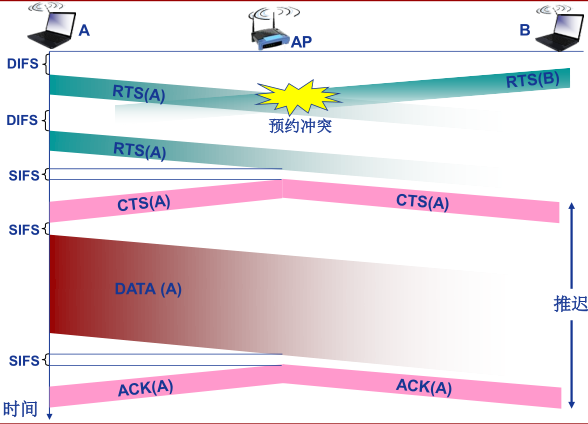 A
AP
B
DIFS
RTS(A)
RTS(B)
DIFS
预约冲突
RTS(A)
SIFS
CTS(A)
CTS(A)
SIFS
DATA (A)
推迟
SIFS
ACK(A)
ACK(A)
时间